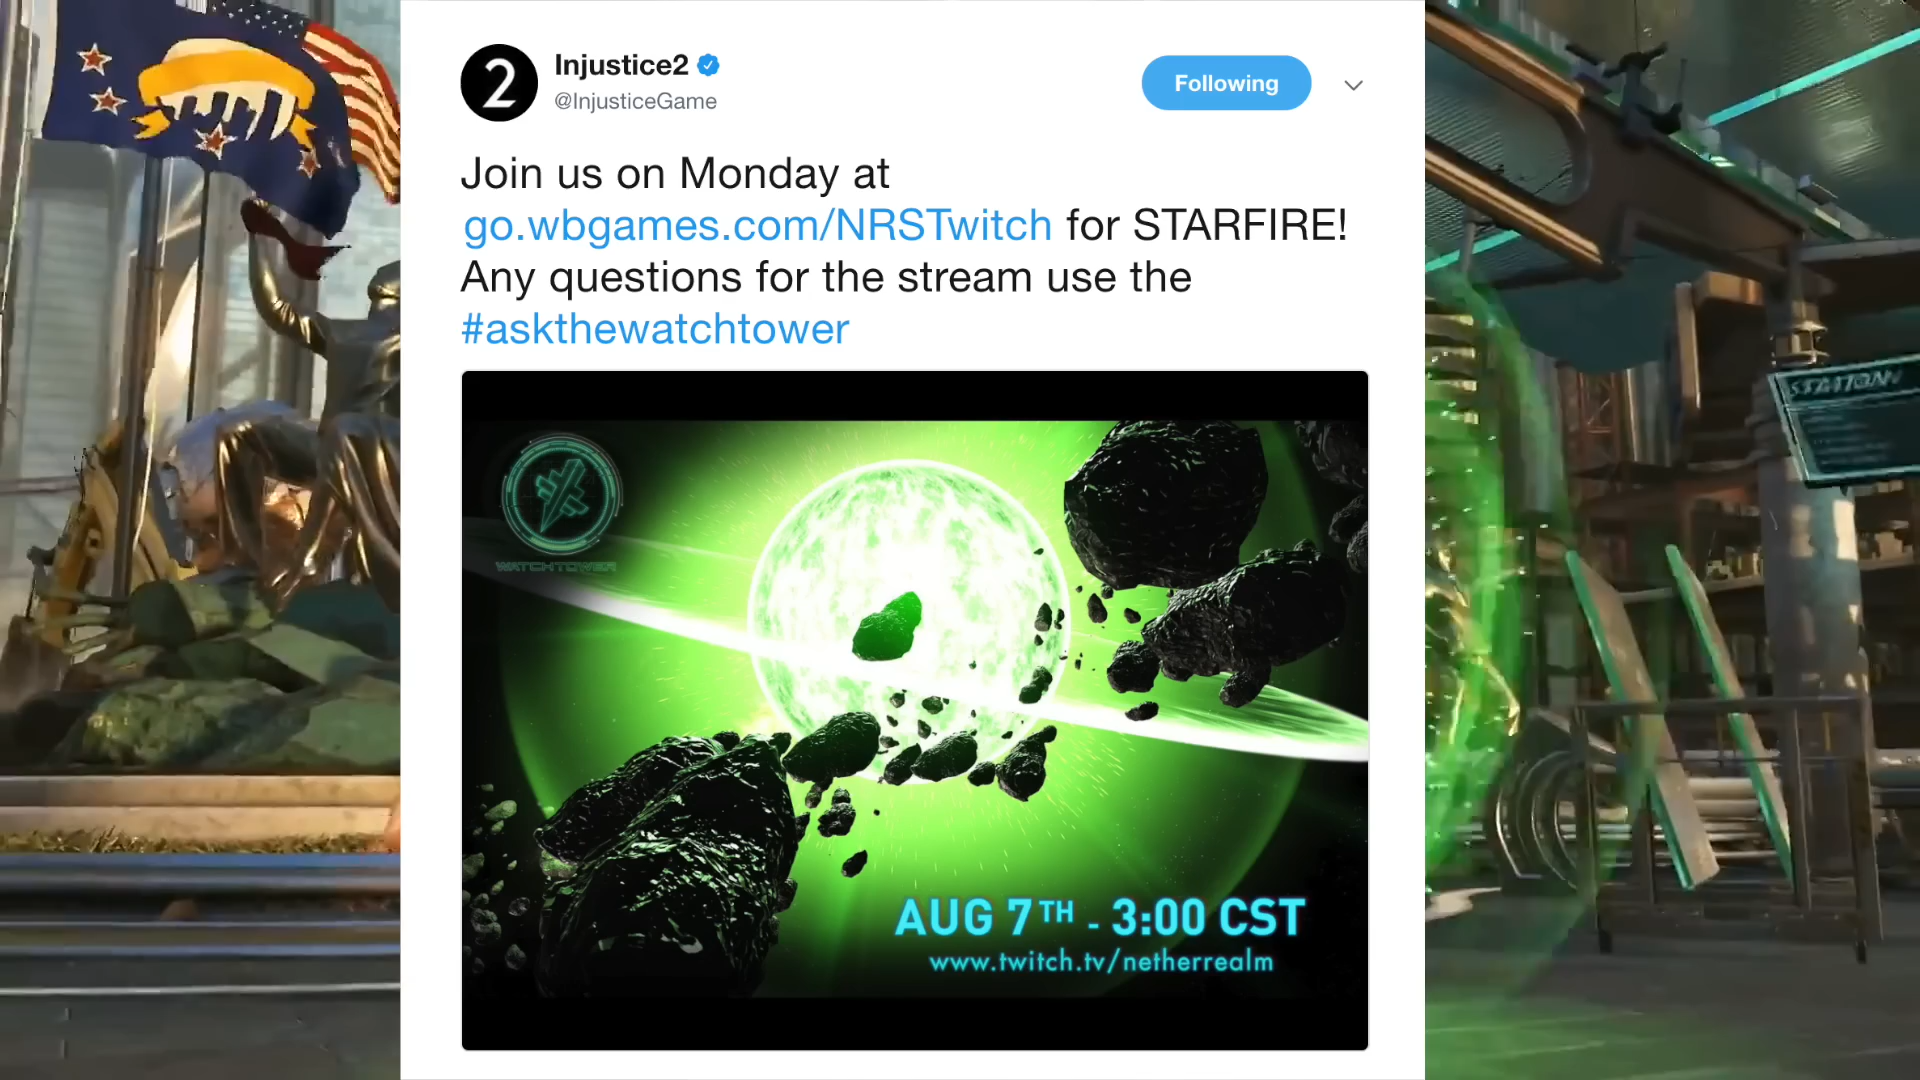 2
Injustice2
@InjusticeGame
Following
Join us on Monday at
go.wbgames.com/NRSTwitch for STARFIRE!
Any questions for the stream use the
#askthewatchtower
WATCHTOWER
AUG 7TH - 3:00 CST
www.twitch.tv/netherrealm